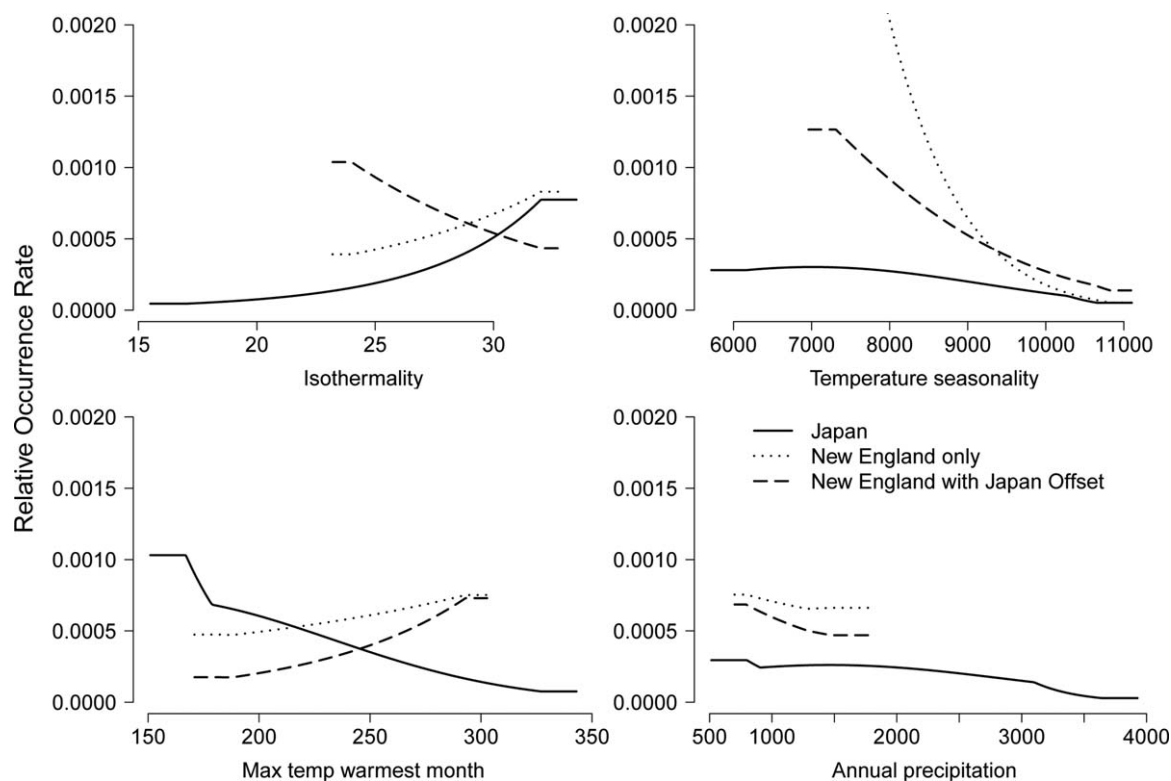 Relative Occurrence Rate
0.0020
0.0015
0.0010
0.0005
0.0000
15 20 25 30
Isothermality
0.0020
0.0015
0.0010
0.0005
0.0000
6000 7000 8000 9000 10000 11000
Temperature seasonality
0.0020
0.0015
0.0010
0.0005
0.0000
150 200 250 300 350
Max temp warmest month
0.0020
0.0015
0.0010
0.0005
0.0000
Japan
New England only
New England with Japan Offset
500 1000 2000 3000 4000
Annual precipitation